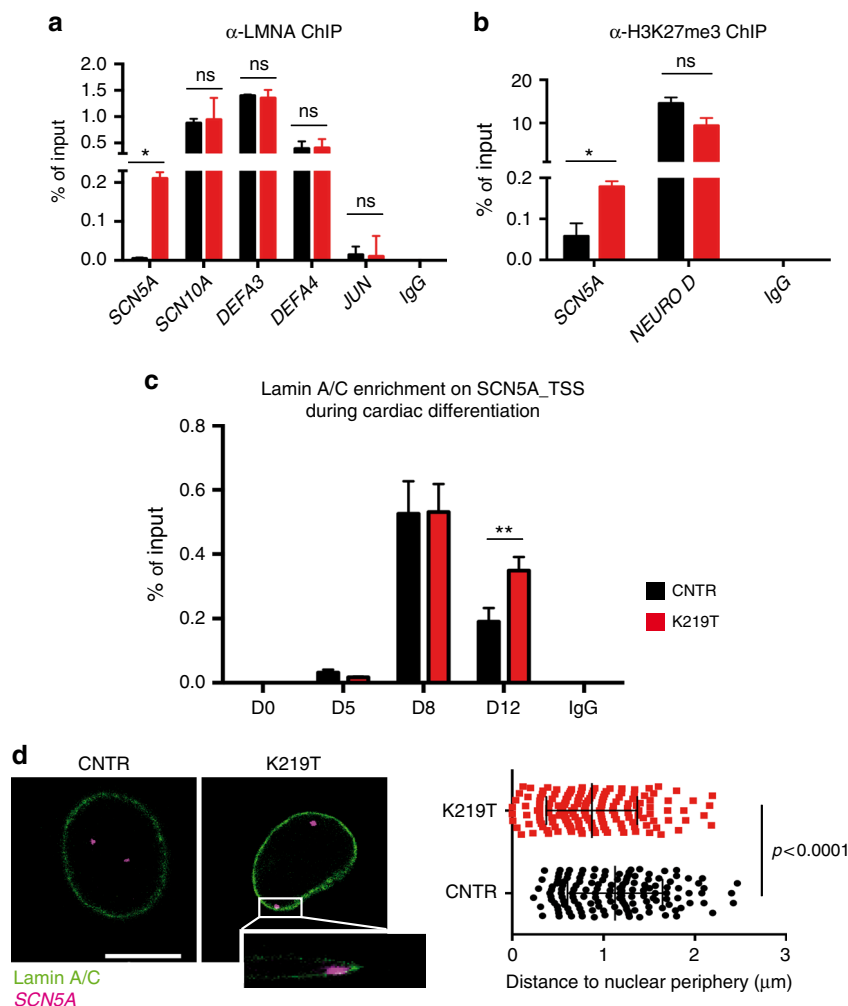 a
α-LMNA ChIP
% of input
2.0
1.5
1.0
0.5
0.2
0.1
0.0
*
ns
ns
ns
ns
SCN5A
SCN10A
DEFA3
DEFA4
JUN
IgG
b
α-H3K27me3 ChIP
% of input
20
10
0.2
0.1
0.0
*
ns
SCN5A
NEURO D
IgG
c
Lamin A/C enrichment on SCN5A_TSS
during cardiac differentiation
% of input
0.8
0.6
0.4
0.2
0.0
**
D0
D5
D8
D12
IgG
CNTR
K219T
d
CNTR
K219T
Lamin A/C
SCN5A
K219T
CNTR
p<0.0001
0
1
2
3
Distance to nuclear periphery (μm)